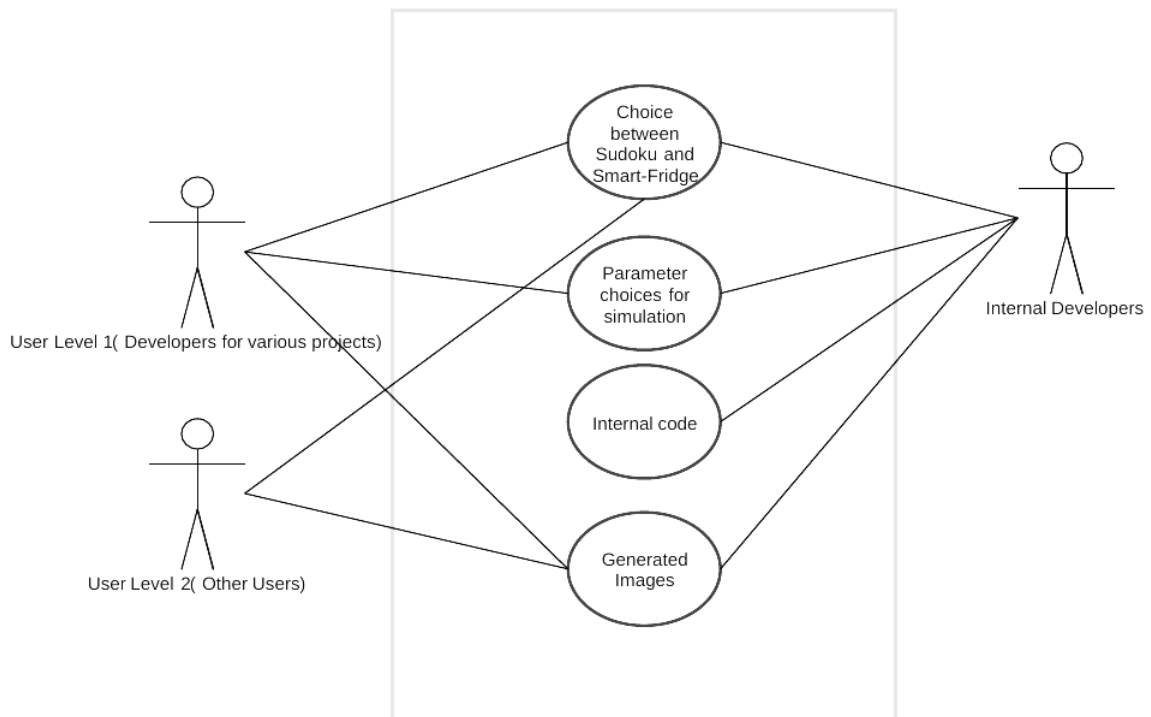 Choice
between
Sudoku and
Smart-Fridge
Parameter
choices for
simulation
Internal Developers
User Level 1( Developers for various projects)
Internal code
Generated
Images
User Level 2( Other Users)